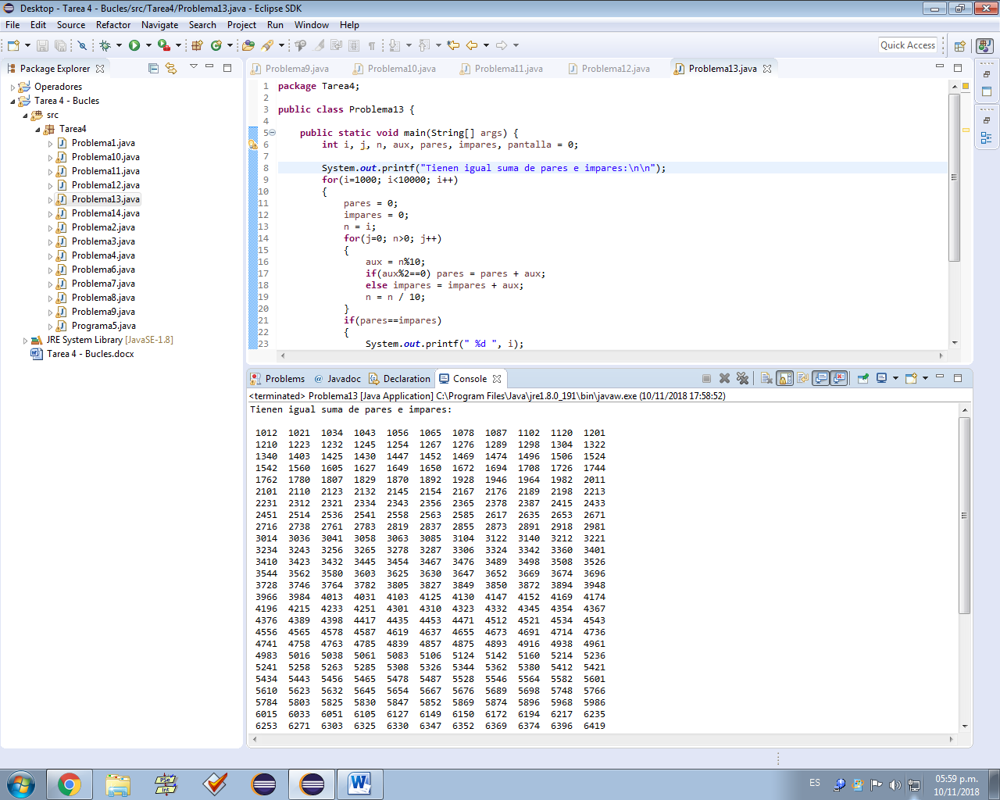 Desktop - Tarea 4 - Bucles/src/Tarea4/Problema13.java - Eclipse SDK
File Edit Source Refactor Navigate Search Project Run Window Help
Quick Access
Package Explorer
Operadores
Tarea 4 - Bucles
src
Tarea4
Problema1.java
Problema10.java
Problema11.java
Problema12.java
Problema13.java
Problema14.java
Problema2.java
Problema3.java
Problema4.java
Problema6.java
Problema7.java
Problema8.java
Problema9.java
Programa5.java
JRE System Library [JavaSE-1.8]
Tarea 4 - Bucles.docx
Problema9.java Problema10.java Problema11.java Problema12.java Problema13.java
1 package Tarea4;
2
3 public class Problema13 {
4
5 public static void main(String[] args) {
6 int i, j, n, aux, pares, impares, pantalla = 0;
7
8 System.out.printf("Tienen igual suma de pares e impares:\n\n");
9 for(i=1000; i<10000; i++)
10 {
11 pares = 0;
12 impares = 0;
13 n = i;
14 for(j=0; n>0; j++)
15 {
16 aux = n%10;
17 if(aux%2==0) pares = pares + aux;
18 else impares = impares + aux;
19 n = n / 10;
20 }
21 if(pares==impares)
22 {
23 System.out.printf(" %d ", i);
Problems @ Javadoc Declaration Console
<terminated> Problema13 [Java Application] C:\Program Files\Java\jre1.8.0_191\bin\javaw.exe (10/11/2018 17:58:52)
Tienen igual suma de pares e impares:
1012 1021 1034 1043 1056 1065 1078 1087 1102 1120 1201
1210 1223 1232 1245 1254 1267 1276 1289 1298 1304 1322
1340 1403 1425 1430 1447 1452 1469 1474 1496 1506 1524
1542 1560 1605 1627 1649 1650 1672 1694 1708 1726 1744
1762 1780 1807 1829 1870 1892 1928 1946 1964 1982 2011
2101 2110 2123 2132 2145 2154 2167 2176 2189 2198 2213
2231 2312 2321 2334 2343 2356 2365 2378 2387 2415 2433
2451 2514 2536 2541 2558 2563 2585 2617 2635 2653 2671
2716 2738 2761 2783 2819 2837 2855 2873 2891 2918 2981
3014 3036 3041 3058 3063 3085 3104 3122 3140 3212 3221
3234 3243 3256 3265 3278 3287 3306 3324 3342 3360 3401
3410 3423 3432 3445 3454 3467 3476 3489 3498 3508 3526
3544 3562 3580 3603 3625 3630 3647 3652 3669 3674 3696
3728 3746 3764 3782 3805 3827 3849 3850 3872 3894 3948
3966 3984 4013 4031 4103 4125 4130 4147 4152 4169 4174
4196 4215 4233 4251 4301 4310 4323 4332 4345 4354 4367
4376 4389 4398 4417 4435 4453 4471 4512 4521 4534 4543
4556 4565 4578 4587 4619 4637 4655 4673 4691 4714 4736
4741 4758 4763 4785 4839 4857 4875 4893 4916 4938 4961
4983 5016 5038 5061 5083 5106 5124 5142 5160 5214 5236
5241 5258 5263 5285 5308 5326 5344 5362 5380 5412 5421
5434 5443 5456 5465 5478 5487 5528 5546 5564 5582 5601
5610 5623 5632 5645 5654 5667 5676 5689 5698 5748 5766
5784 5803 5825 5830 5847 5852 5869 5874 5896 5968 5986
6015 6033 6051 6105 6127 6149 6150 6172 6194 6217 6235
6253 6271 6303 6325 6330 6347 6352 6369 6374 6396 6419
PSe
Int
ES
05:59 p.m.
10/11/2018